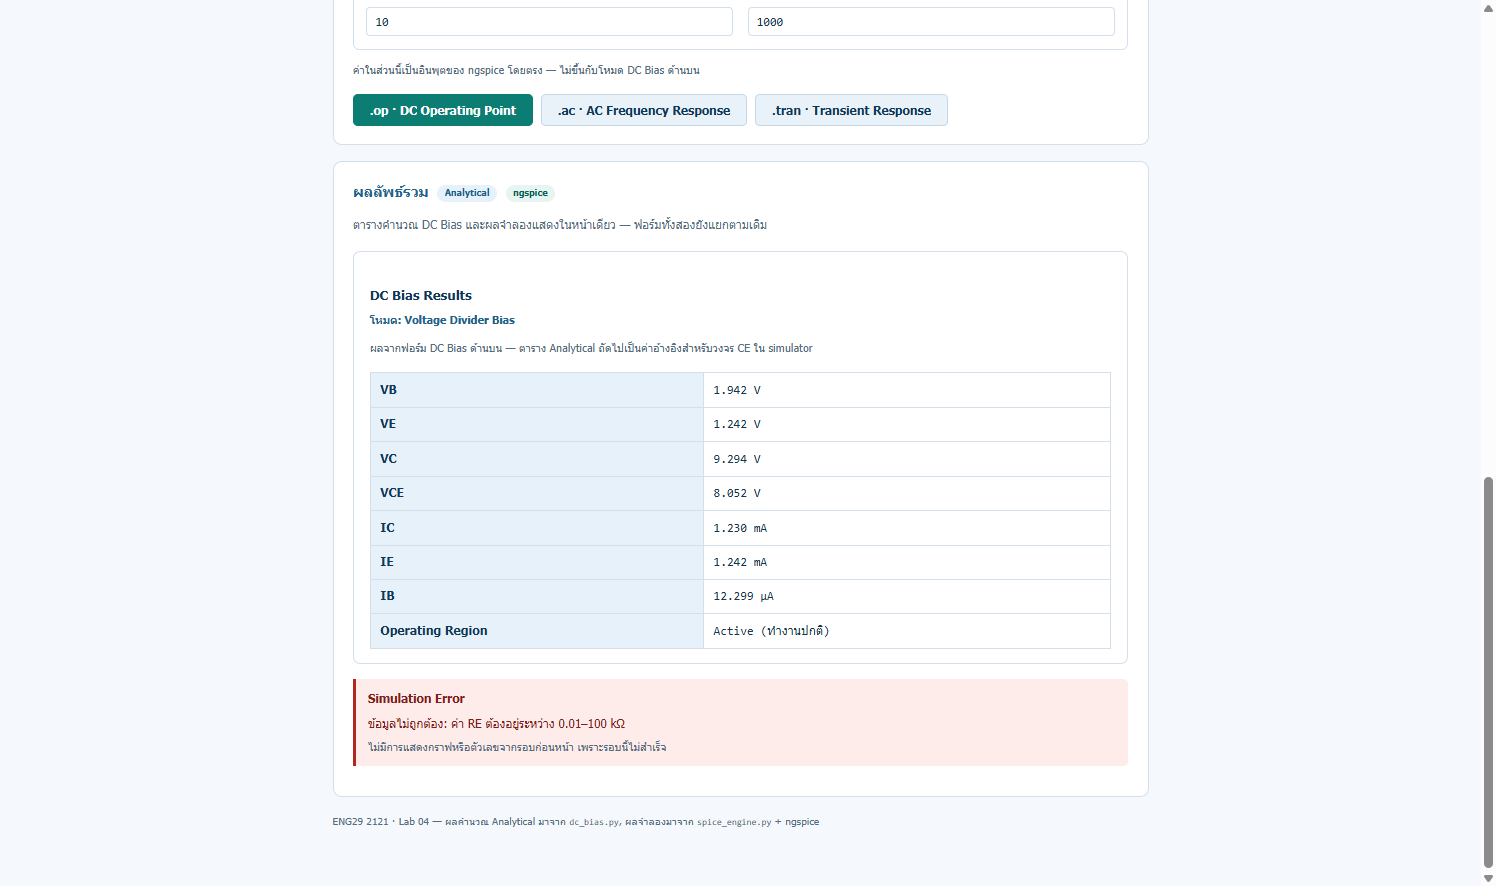 10
1000
ค่าในส่วนนี้เป็นอินพุตของ ngspice โดยตรง — ไม่ขึ้นกับโหมด DC Bias ด้านบน
.op · DC Operating Point
.ac · AC Frequency Response
.tran · Transient Response
ผลลัพธ์รวม Analytical ngspice
ตารางคำนวณ DC Bias และผลจำลองแสดงในหน้าเดียว — ฟอร์มทั้งสองยังแยกตามเดิม
DC Bias Results
โหมด: Voltage Divider Bias
ผลจากฟอร์ม DC Bias ด้านบน — ตาราง Analytical ถัดไปเป็นค่าอ้างอิงสำหรับวงจร CE ใน simulator
VB 1.942 V
VE 1.242 V
VC 9.294 V
VCE 8.052 V
IC 1.230 mA
IE 1.242 mA
IB 12.299 μA
Operating Region Active (ทำงานปกติ)
Simulation Error
ข้อมูลไม่ถูกต้อง: ค่า RE ต้องอยู่ระหว่าง 0.01–100 kΩ
ไม่มีการแสดงกราฟหรือตัวเลขจากรอบก่อนหน้า เพราะรอบนี้ไม่สำเร็จ
ENG29 2121 · Lab 04 — ผลคำนวณ Analytical มาจาก dc_bias.py, ผลจำลองมาจาก spice_engine.py + ngspice